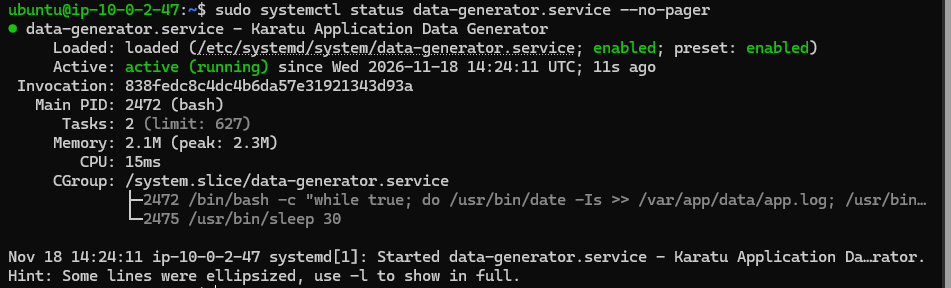 ubuntu@ip-10-0-2-47:~$ sudo systemctl status data-generator.service --no-pager
● data-generator.service - Karatu Application Data Generator
Loaded: loaded (/etc/systemd/system/data-generator.service; enabled; preset: enabled)
Active: active (running) since Wed 2026-11-18 14:24:11 UTC; 11s ago
Invocation: 838fedc8c4dc4b6da57e31921343d93a
Main PID: 2472 (bash)
Tasks: 2 (limit: 627)
Memory: 2.1M (peak: 2.3M)
CPU: 15ms
CGroup: /system.slice/data-generator.service
├─2472 /bin/bash -c "while true; do /usr/bin/date -Is >> /var/app/data/app.log; /usr/bin…
└─2475 /usr/bin/sleep 30

Nov 18 14:24:11 ip-10-0-2-47 systemd[1]: Started data-generator.service - Karatu Application Da…rator.
Hint: Some lines were ellipsized, use -l to show in full.